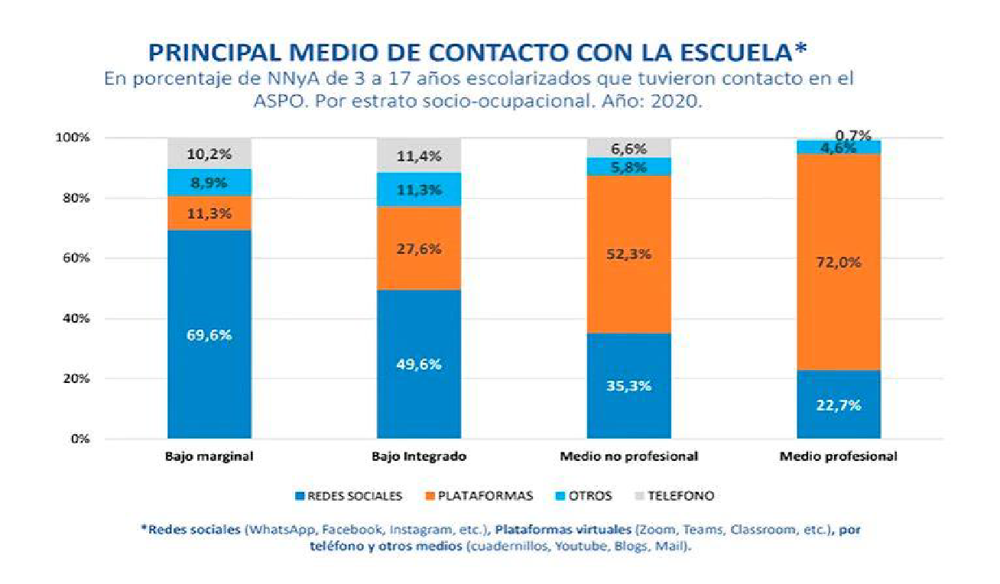 PRINCIPAL MEDIO DE CONTACTO CON LA ESCUELA*
En porcentaje de NNyA de 3 a 17 años escolarizados que tuvieron contacto en el
ASPO. Por estrato socio-ocupacional. Año: 2020.
100%
80%
60%
40%
20%
0%
10,2%
8,9%
11,3%
69,6%
11,4%
11,3%
27,6%
49,6%
6,6%
5,8%
52,3%
35,3%
0,7%
4,6%
72,0%
22,7%
Bajo marginal
Bajo Integrado
Medio no profesional
Medio profesional
REDES SOCIALES
PLATAFORMAS
OTROS
TELEFONO
*Redes sociales (WhatsApp, Facebook, Instagram, etc.), Plataformas virtuales (Zoom, Teams, Classroom, etc.), por
teléfono y otros medios (cuadernillos, Youtube, Blogs, Mail).